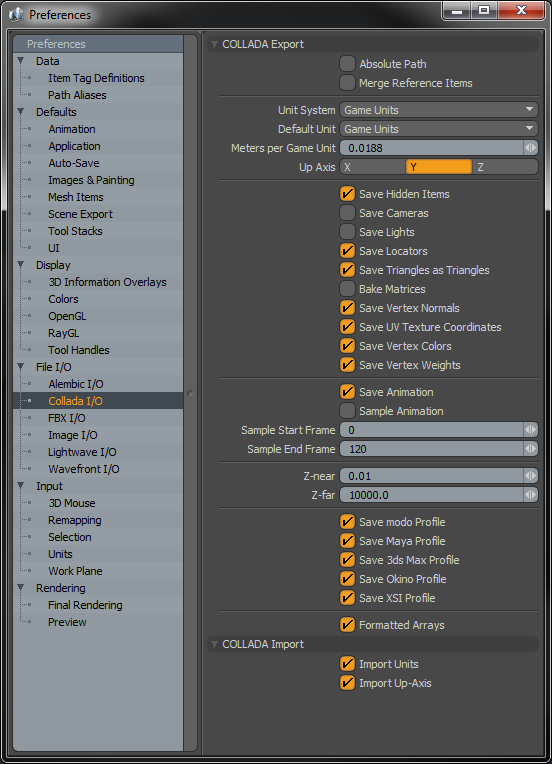 Preferences
Preferences
Data
Item Tag Definitions
Path Aliases
Defaults
Animation
Application
Auto-Save
Images & Painting
Mesh Items
Scene Export
Tool Stacks
UI
Display
3D Information Overlays
Colors
OpenGL
RayGL
Tool Handles
File I/O
Alembic I/O
Collada I/O
FBX I/O
Image I/O
Lightwave I/O
Wavefront I/O
Input
3D Mouse
Remapping
Selection
Units
Work Plane
Rendering
Final Rendering
Preview
COLLADA Export
Absolute Path
Merge Reference Items
Unit System Game Units
Default Unit Game Units
Meters per Game Unit 0.0188
Up Axis X Y Z
Save Hidden Items
Save Cameras
Save Lights
Save Locators
Save Triangles as Triangles
Bake Matrices
Save Vertex Normals
Save UV Texture Coordinates
Save Vertex Colors
Save Vertex Weights
Save Animation
Sample Animation
Sample Start Frame 0
Sample End Frame 120
Z-near 0.01
Z-far 10000.0
Save modo Profile
Save Maya Profile
Save 3ds Max Profile
Save Okino Profile
Save XSI Profile
Formatted Arrays
COLLADA Import
Import Units
Import Up-Axis